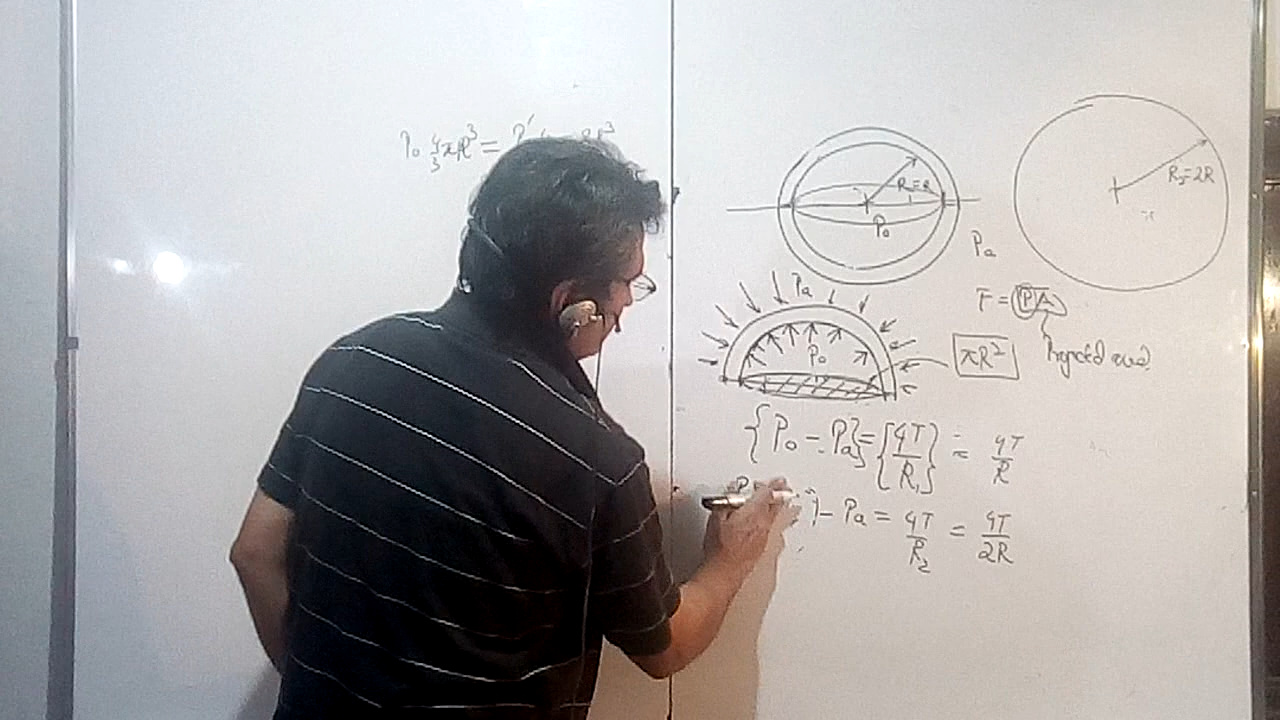 P₀ 4/3 πR³ = P'
R₁=R
P₀
R₂=2R
Pa
Pa
F = PA
P₀
πR²
Projected area
{P₀ - Pa} = {4T/R₁} = 4T/R
- Pa = 4T/R₂ = 4T/2R